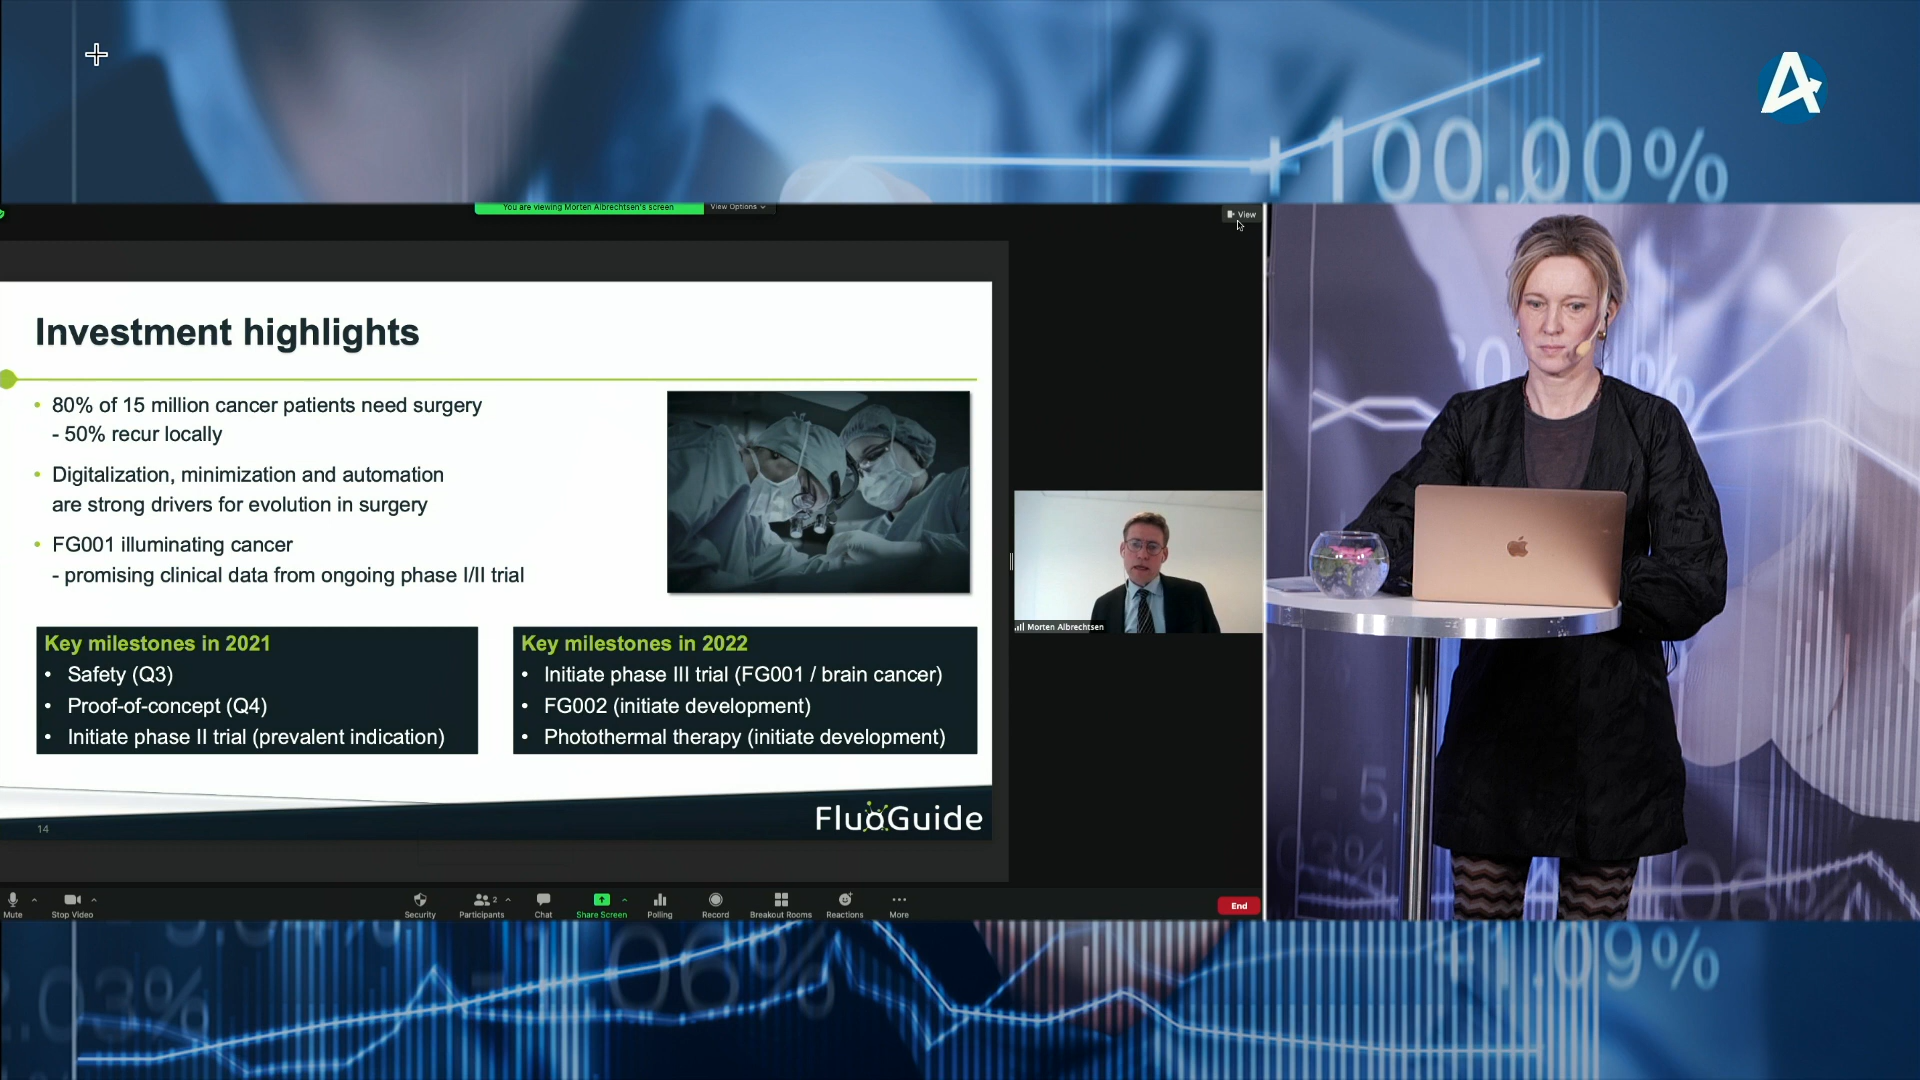 +100.00%
You are viewing Morten Albrechtsen's screen
View Options
View
Investment highlights
• 80% of 15 million cancer patients need surgery
- 50% recur locally
• Digitalization, minimization and automation
are strong drivers for evolution in surgery
• FG001 illuminating cancer
- promising clinical data from ongoing phase I/II trial
Key milestones in 2021
• Safety (Q3)
• Proof-of-concept (Q4)
• Initiate phase II trial (prevalent indication)
Key milestones in 2022
• Initiate phase III trial (FG001 / brain cancer)
• FG002 (initiate development)
• Photothermal therapy (initiate development)
14
FluoGuide
Morten Albrechtsen
Mute
Stop Video
Security
Participants 2
Chat
Share Screen
Polling
Record
Breakout Rooms
Reactions
More
End
.03%
.06%
+1.09%